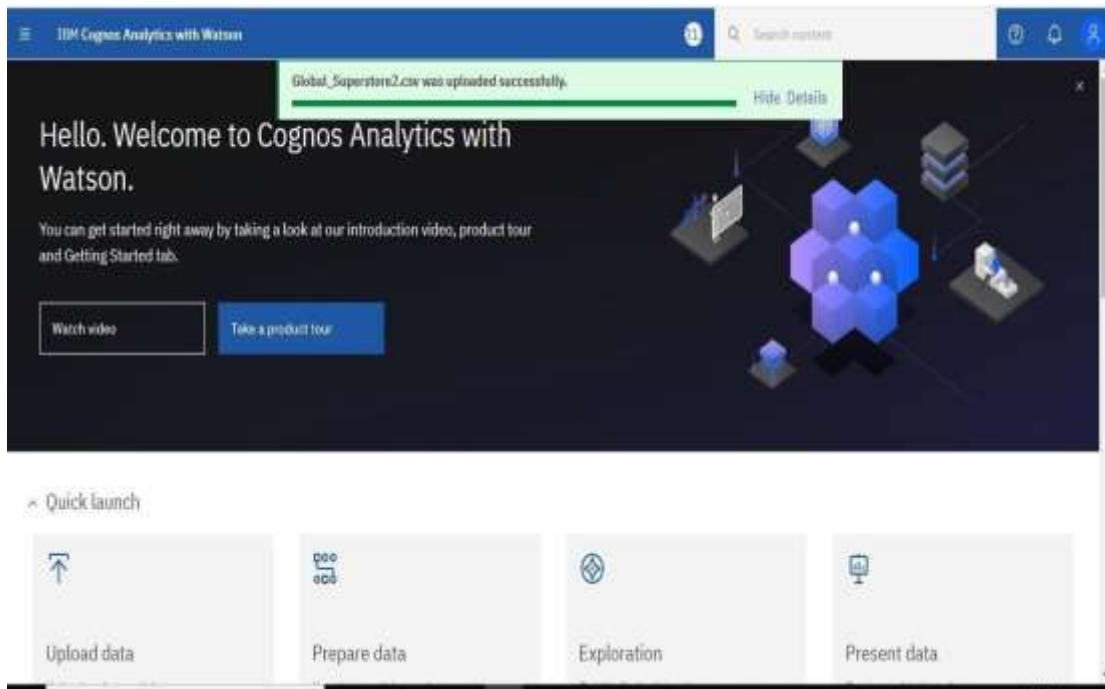 IBM Cognos Analytics with Watson
Search content
Global_Superstore2.csv was uploaded successfully.
Hide Details
Hello. Welcome to Cognos Analytics with
Watson.
You can get started right away by taking a look at our introduction video, product tour
and Getting Started tab.
Watch video
Take a product tour
Quick launch
Upload data
Prepare data
Exploration
Present data